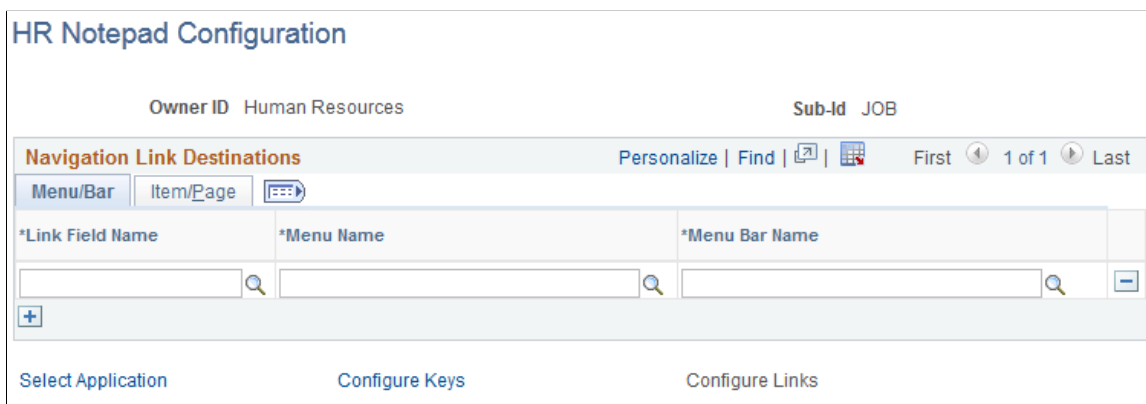 HR Notepad Configuration
Owner ID Human Resources Sub-Id JOB
Navigation Link Destinations Personalize | Find | | First 1 of 1 Last
Menu/Bar Item/Page
*Link Field Name *Menu Name *Menu Bar Name
Select Application Configure Keys Configure Links